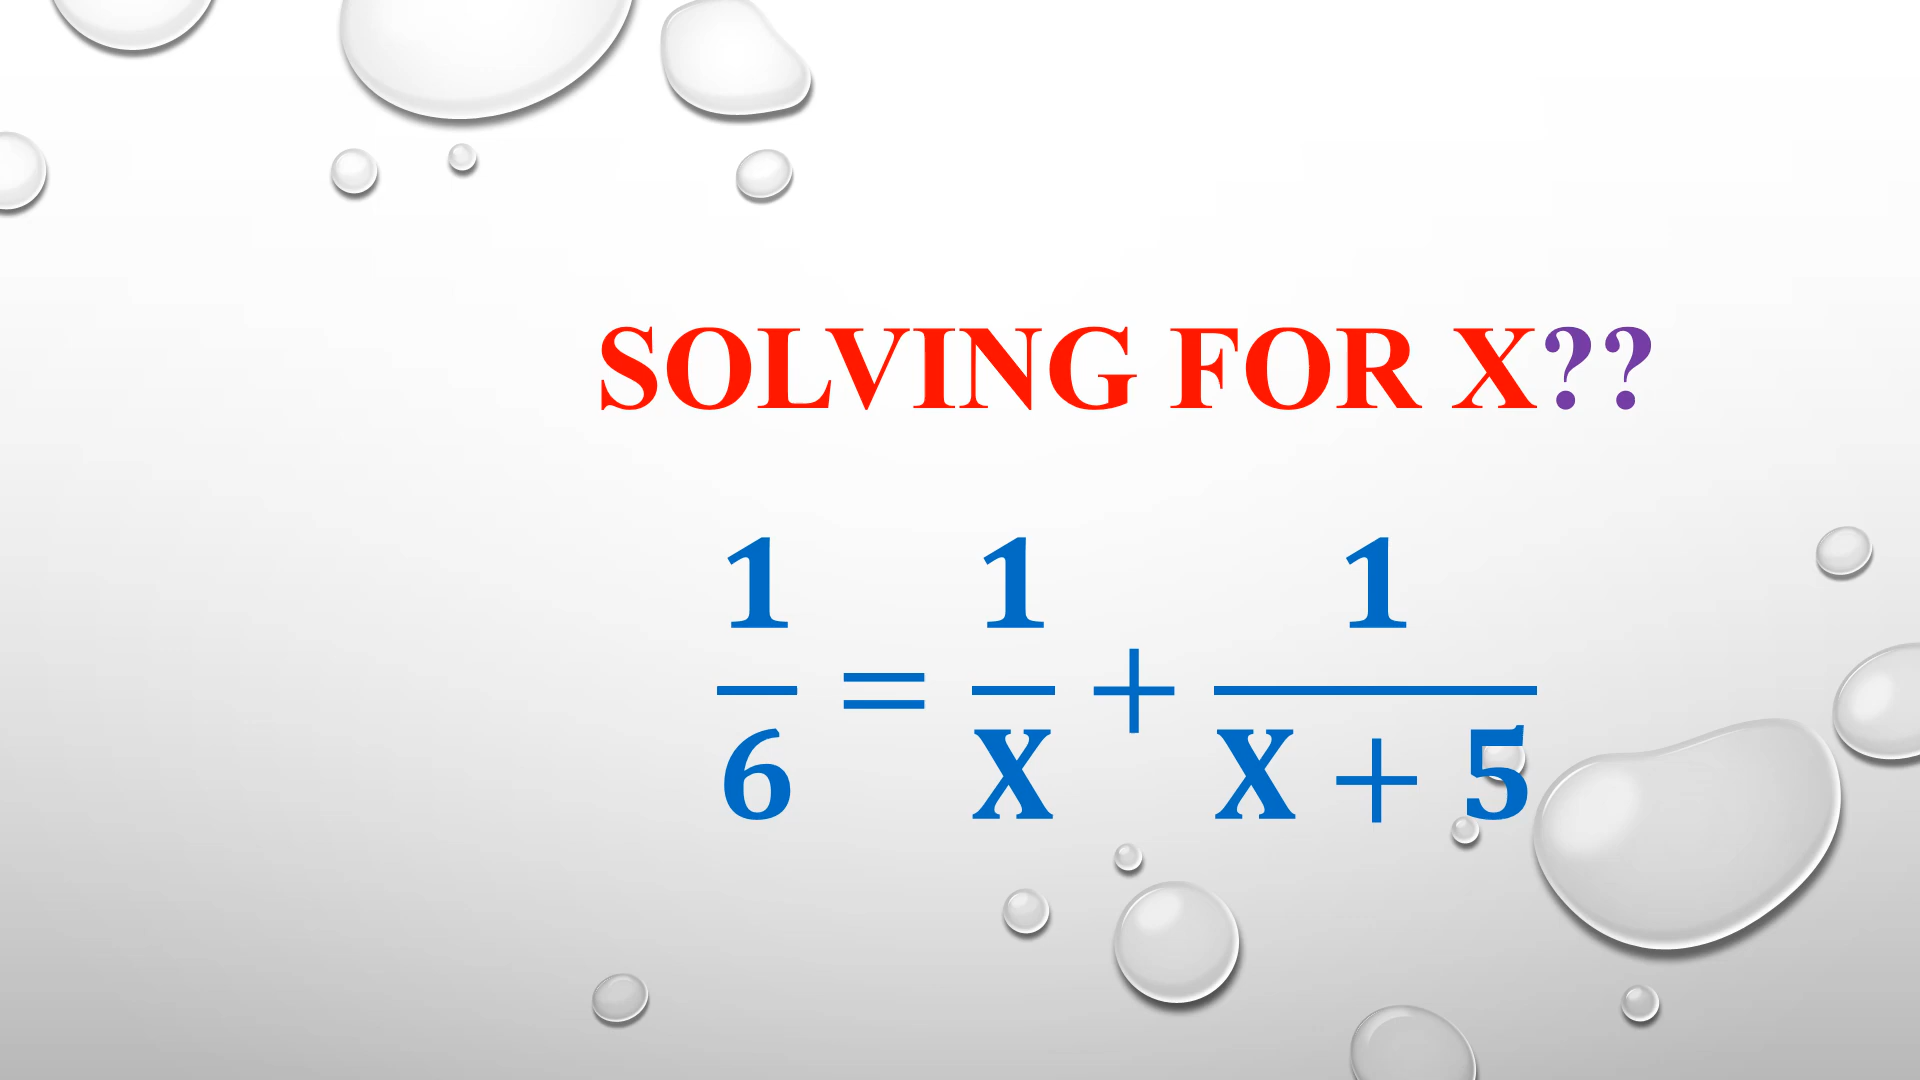 SOLVING FOR X??
1/6 = 1/X + 1/(X + 5)